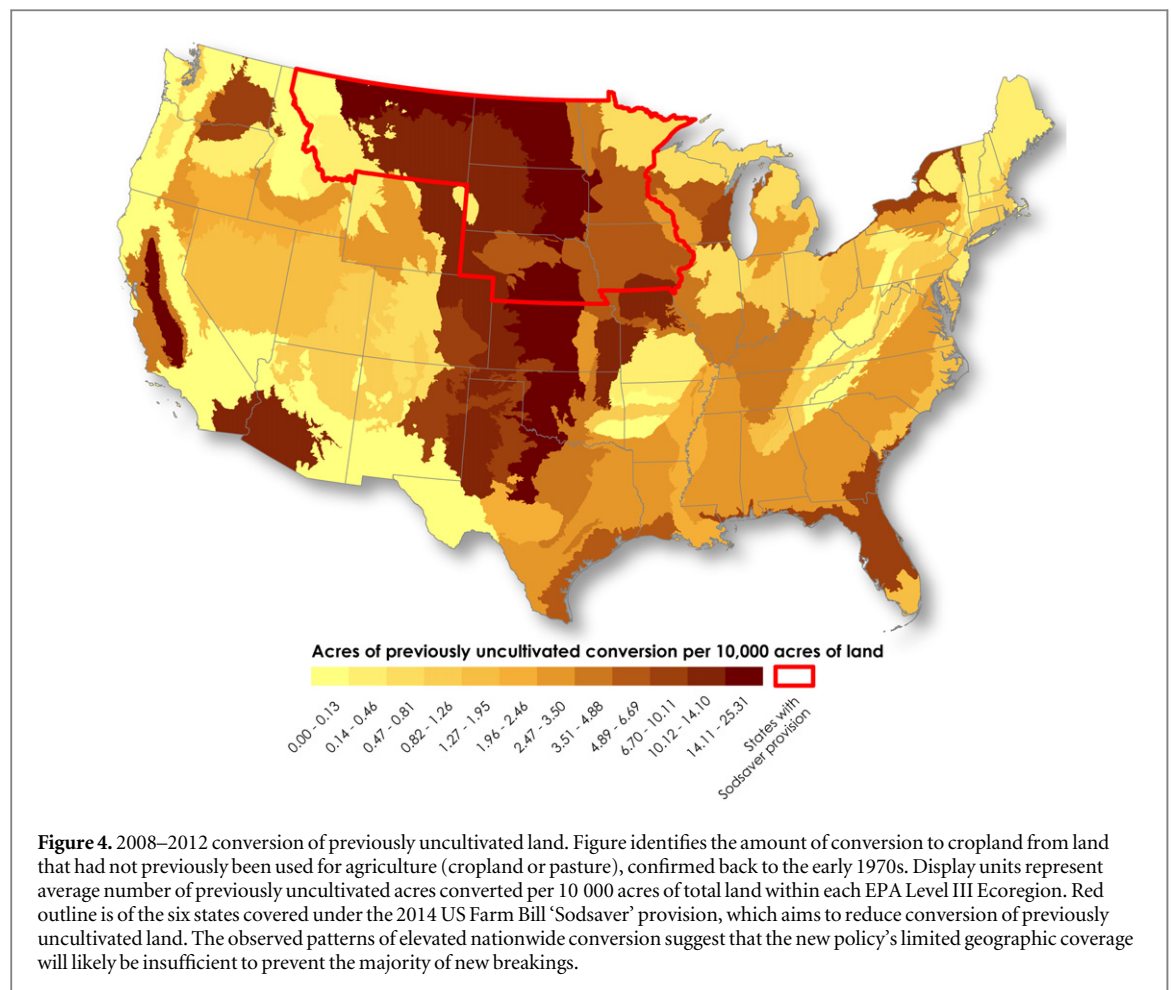 Acres of previously uncultivated conversion per 10,000 acres of land
0.00 - 0.13
0.14 - 0.46
0.47 - 0.81
0.82 - 1.26
1.27 - 1.95
1.96 - 2.46
2.47 - 3.50
3.51 - 4.88
4.89 - 6.69
6.70 - 10.11
10.12 - 14.10
14.11 - 25.31
States with
Sodsaver provision
Figure 4. 2008–2012 conversion of previously uncultivated land. Figure identifies the amount of conversion to cropland from land
that had not previously been used for agriculture (cropland or pasture), confirmed back to the early 1970s. Display units represent
average number of previously uncultivated acres converted per 10 000 acres of total land within each EPA Level III Ecoregion. Red
outline is of the six states covered under the 2014 US Farm Bill ‘Sodsaver’ provision, which aims to reduce conversion of previously
uncultivated land. The observed patterns of elevated nationwide conversion suggest that the new policy’s limited geographic coverage
will likely be insufficient to prevent the majority of new breakings.